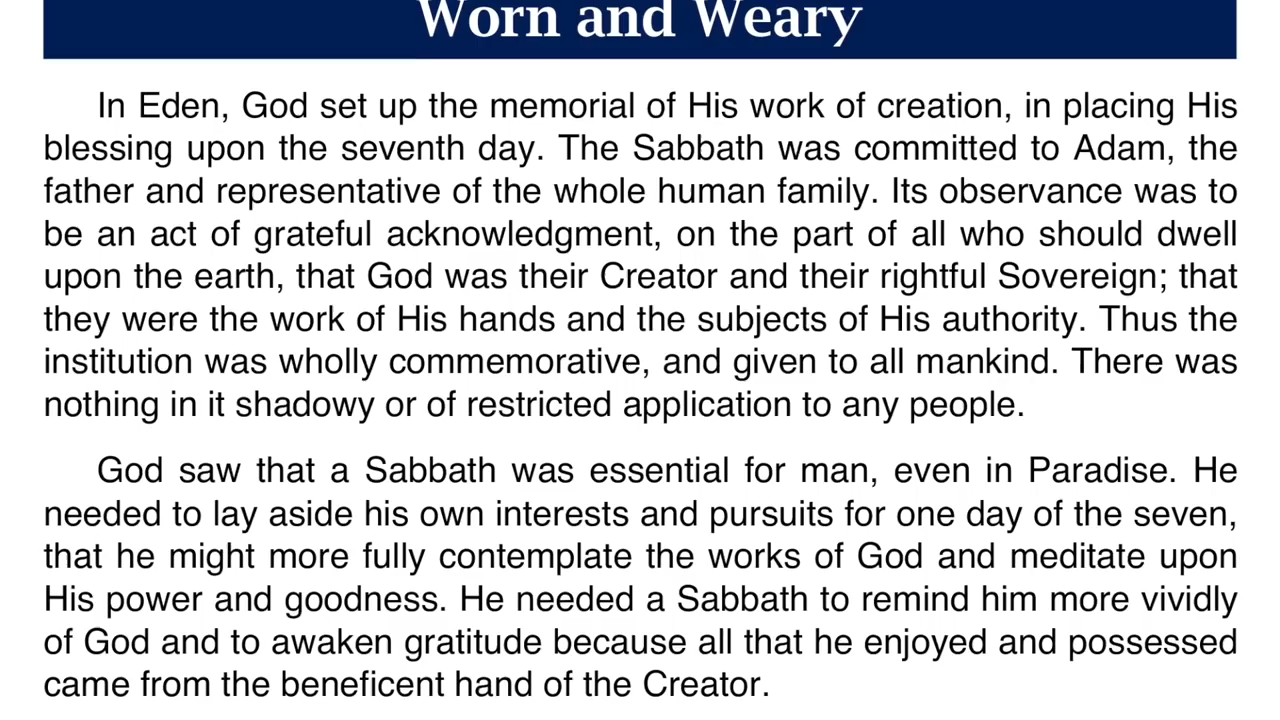 Worn and Weary
In Eden, God set up the memorial of His work of creation, in placing His
blessing upon the seventh day. The Sabbath was committed to Adam, the
father and representative of the whole human family. Its observance was to
be an act of grateful acknowledgment, on the part of all who should dwell
upon the earth, that God was their Creator and their rightful Sovereign; that
they were the work of His hands and the subjects of His authority. Thus the
institution was wholly commemorative, and given to all mankind. There was
nothing in it shadowy or of restricted application to any people.
God saw that a Sabbath was essential for man, even in Paradise. He
needed to lay aside his own interests and pursuits for one day of the seven,
that he might more fully contemplate the works of God and meditate upon
His power and goodness. He needed a Sabbath to remind him more vividly
of God and to awaken gratitude because all that he enjoyed and possessed
came from the beneficent hand of the Creator.